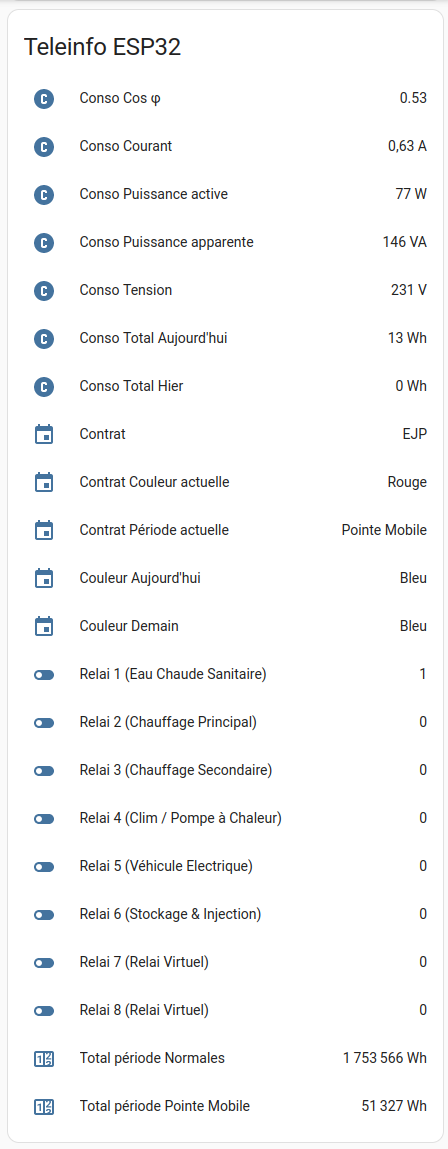 Teleinfo ESP32
Conso Cos φ 0.53
Conso Courant 0,63 A
Conso Puissance active 77 W
Conso Puissance apparente 146 VA
Conso Tension 231 V
Conso Total Aujourd'hui 13 Wh
Conso Total Hier 0 Wh
Contrat EJP
Contrat Couleur actuelle Rouge
Contrat Période actuelle Pointe Mobile
Couleur Aujourd'hui Bleu
Couleur Demain Bleu
Relai 1 (Eau Chaude Sanitaire) 1
Relai 2 (Chauffage Principal) 0
Relai 3 (Chauffage Secondaire) 0
Relai 4 (Clim / Pompe à Chaleur) 0
Relai 5 (Véhicule Electrique) 0
Relai 6 (Stockage & Injection) 0
Relai 7 (Relai Virtuel) 0
Relai 8 (Relai Virtuel) 0
Total période Normales 1 753 566 Wh
Total période Pointe Mobile 51 327 Wh